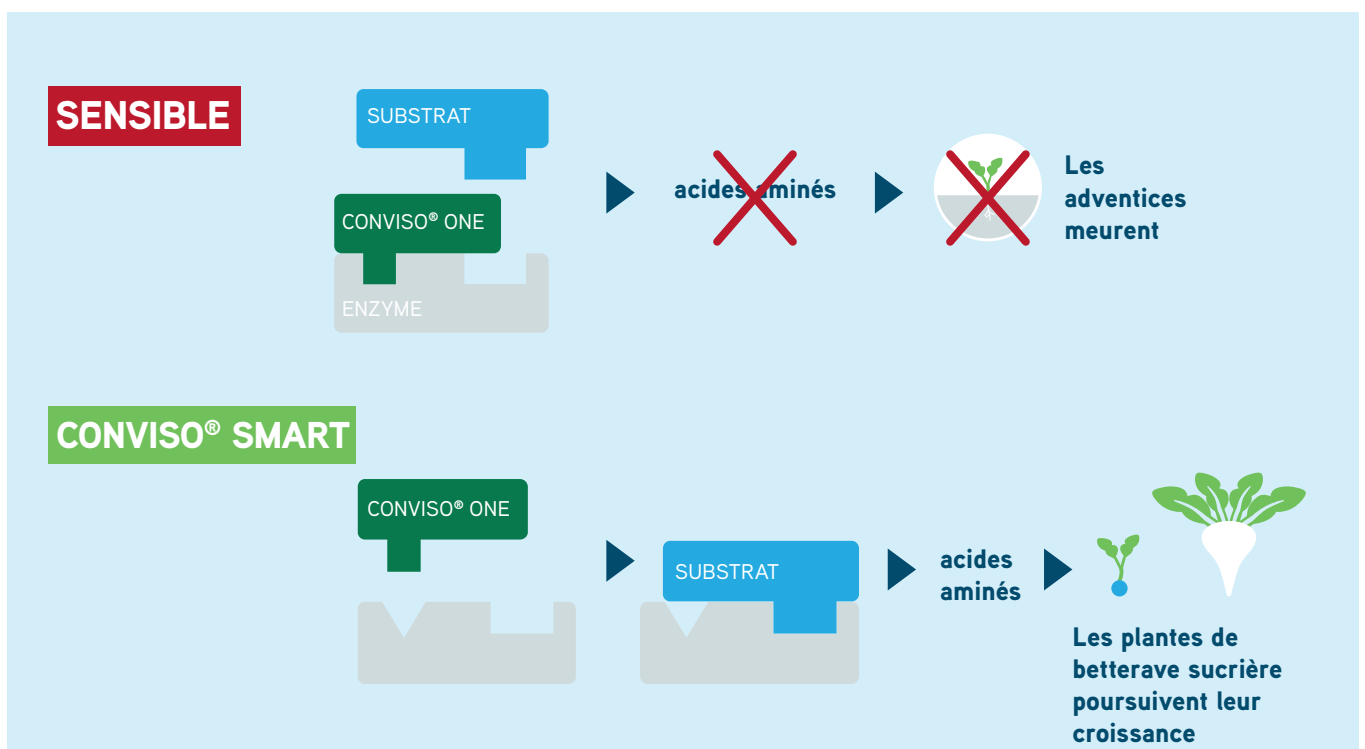 SENSIBLE
SUBSTRAT
CONVISO® ONE
ENZYME
acides aminés
Les
adventices
meurent
CONVISO® SMART
CONVISO® ONE
SUBSTRAT
acides
aminés
Les plantes de
betterave sucrière
poursuivent leur
croissance